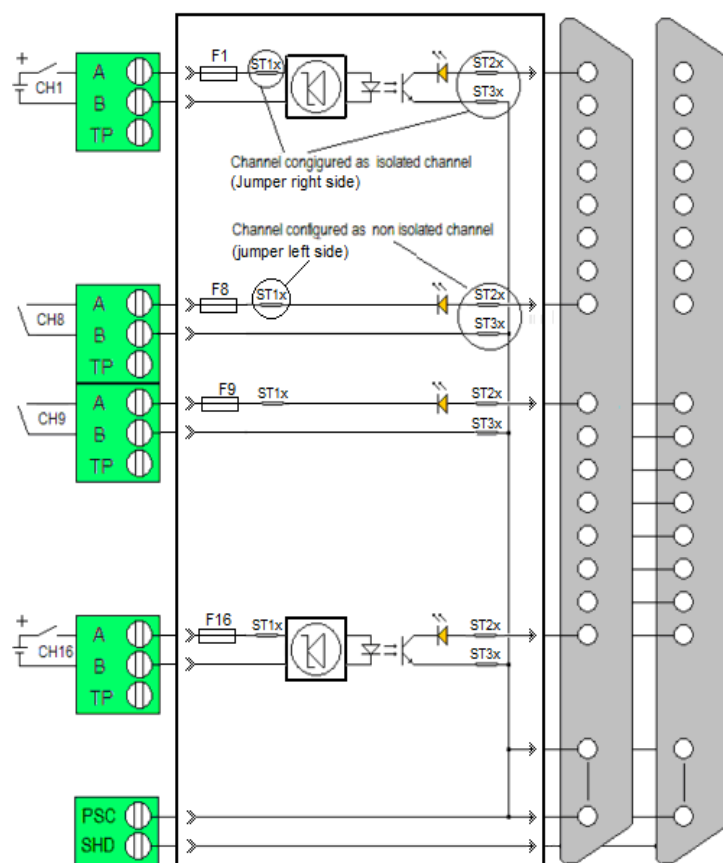 F1
ST1x
ST2x
A
+
CH1
B
ST3x
TP
Channel congigured as isolated channel
(Jumper right side)
Channel configured as non isolated channel
(jumper left side)
F8
ST1x
ST2x
A
CH8
B
ST3x
TP
F9
ST1x
ST2x
A
CH9
B
ST3x
TP
F16
ST1x
ST2x
+
A
CH16
B
ST3x
TP
PSC
SHD